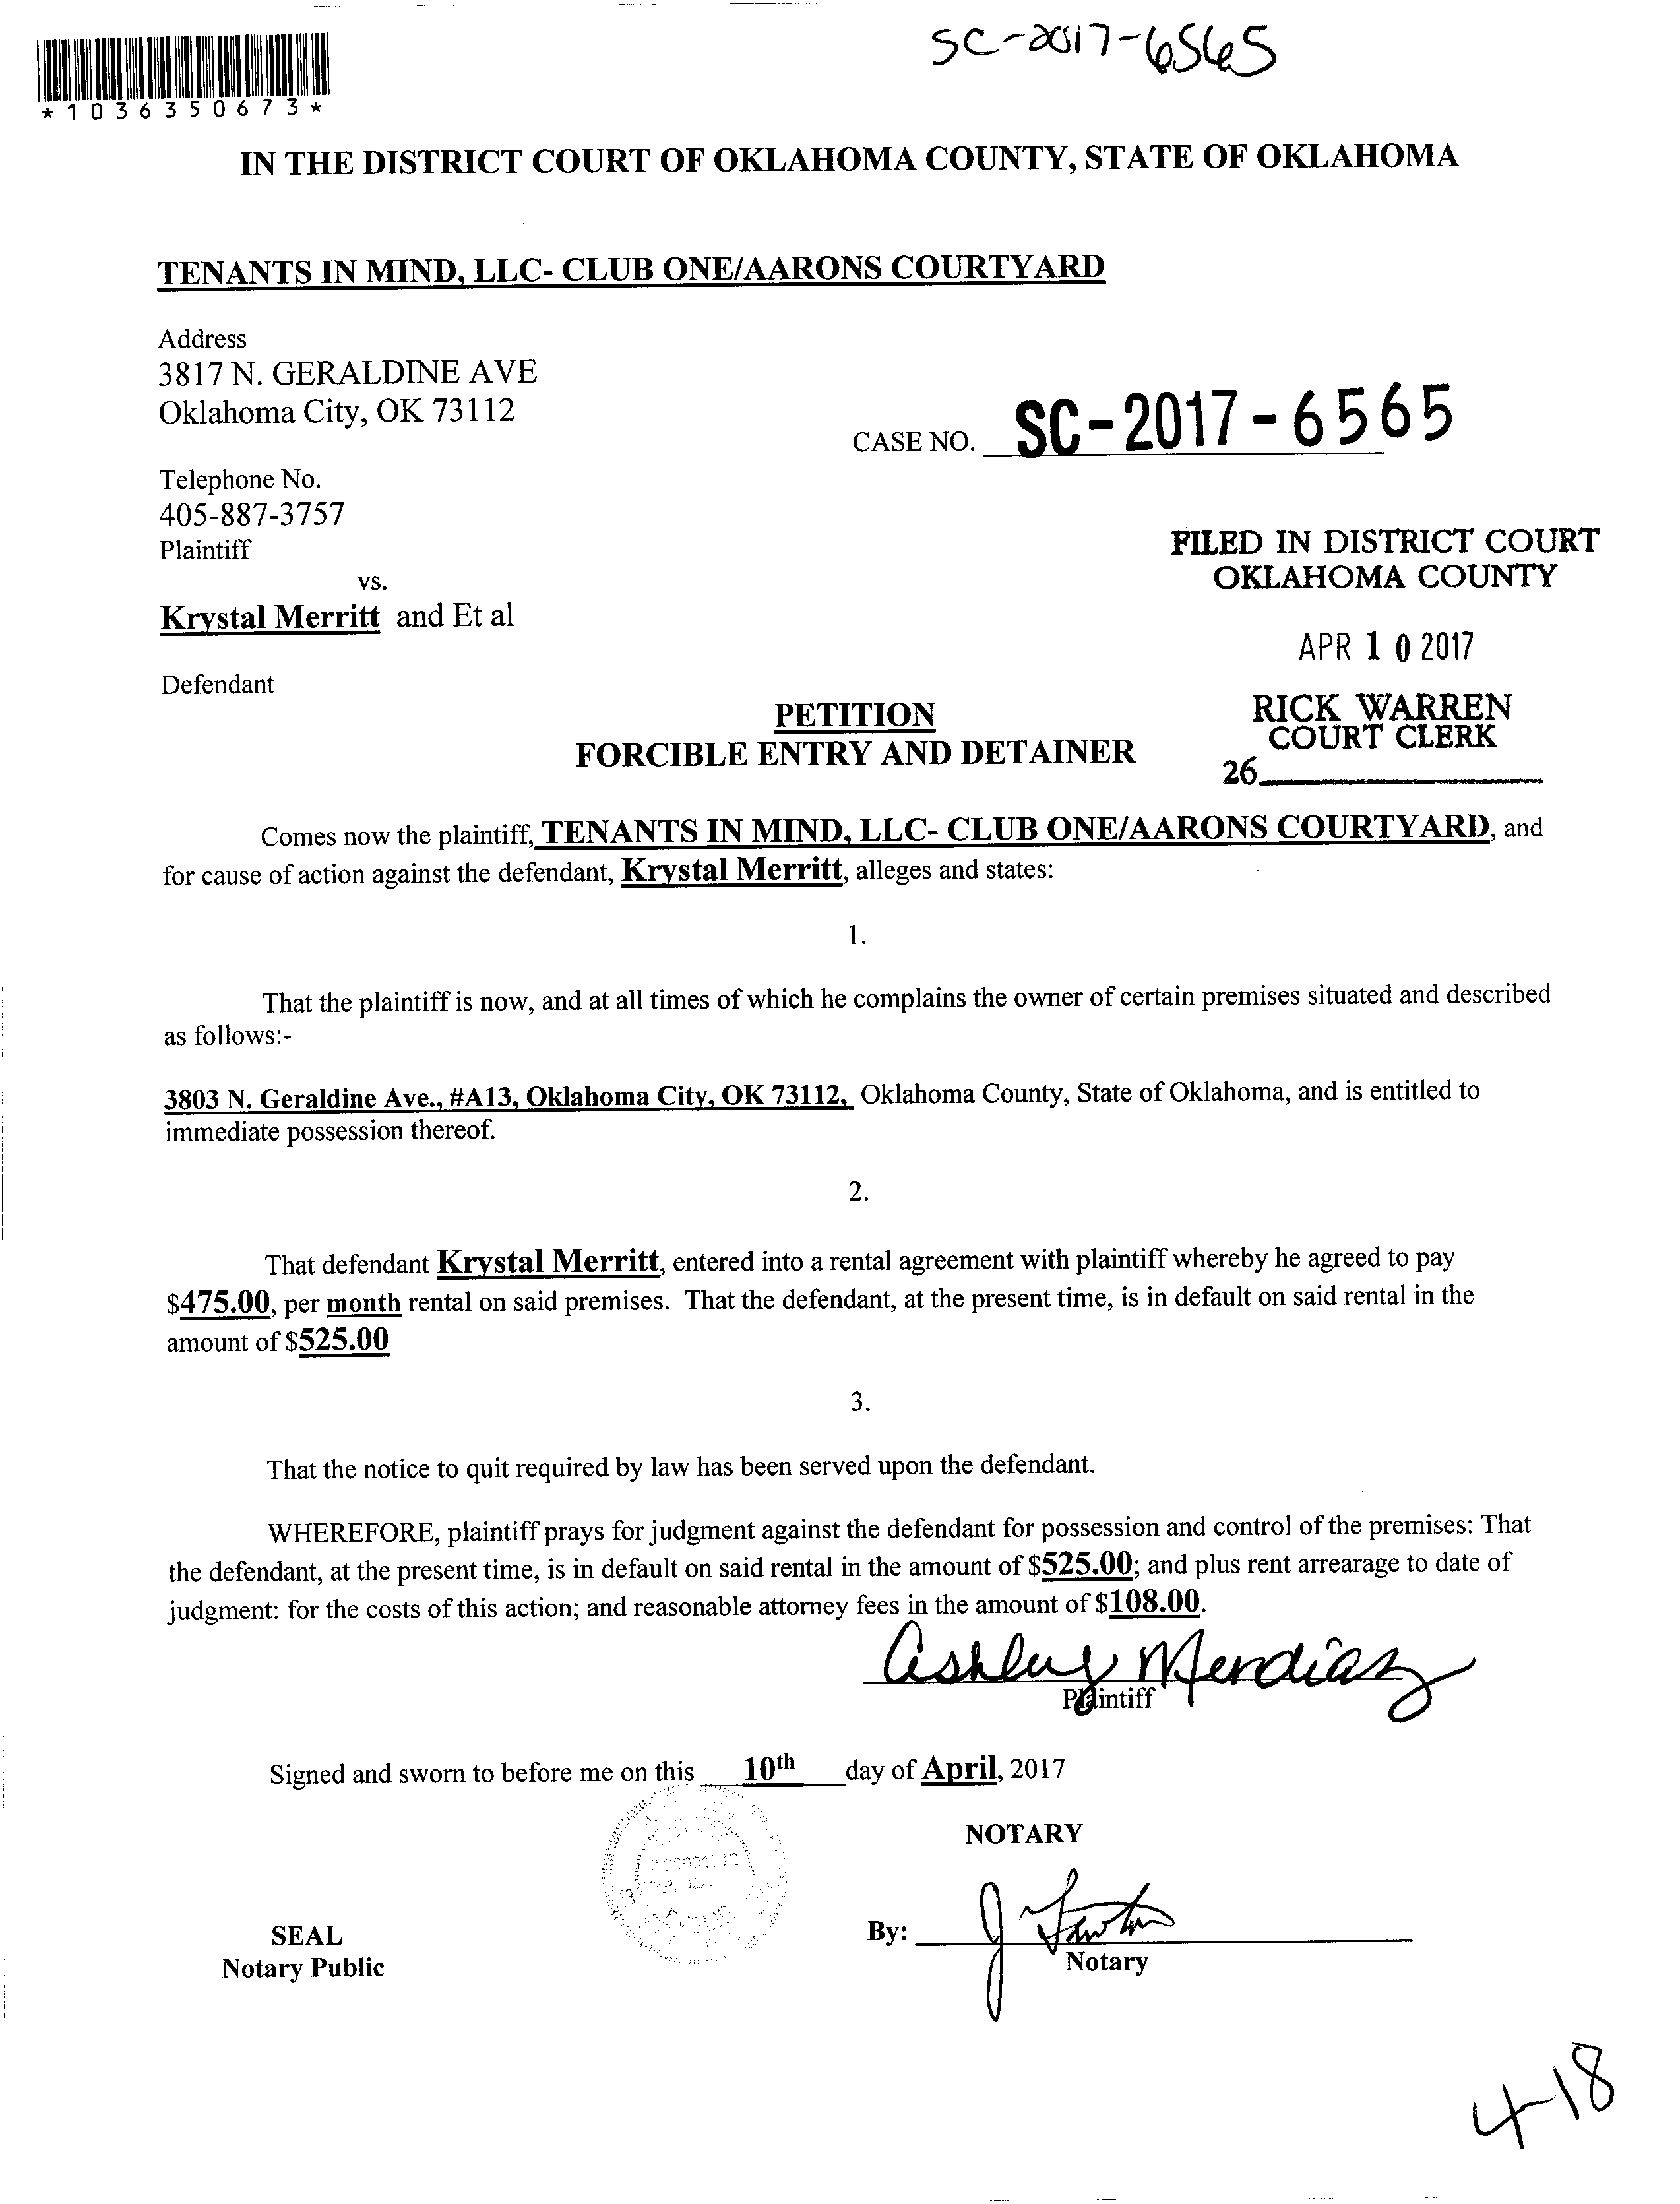 SC-2017-6565
*1036350673*
IN THE DISTRICT COURT OF OKLAHOMA COUNTY, STATE OF OKLAHOMA
TENANTS IN MIND, LLC- CLUB ONE/AARONS COURTYARD
Address
3817 N. GERALDINE AVE
Oklahoma City, OK 73112
CASE NO. SC-2017-6565
Telephone No.
405-887-3757
Plaintiff
vs.
Krystal Merritt and Et al
Defendant
FILED IN DISTRICT COURT
OKLAHOMA COUNTY
APR 10 2017
RICK WARREN
COURT CLERK
26
PETITION
FORCIBLE ENTRY AND DETAINER
Comes now the plaintiff, TENANTS IN MIND, LLC- CLUB ONE/AARONS COURTYARD, and
for cause of action against the defendant, Krystal Merritt, alleges and states:
1.
That the plaintiff is now, and at all times of which he complains the owner of certain premises situated and described
as follows:-
3803 N. Geraldine Ave., #A13, Oklahoma City, OK 73112, Oklahoma County, State of Oklahoma, and is entitled to
immediate possession thereof.
2.
That defendant Krystal Merritt, entered into a rental agreement with plaintiff whereby he agreed to pay
$475.00, per month rental on said premises. That the defendant, at the present time, is in default on said rental in the
amount of $525.00
3.
That the notice to quit required by law has been served upon the defendant.
WHEREFORE, plaintiff prays for judgment against the defendant for possession and control of the premises: That
the defendant, at the present time, is in default on said rental in the amount of $525.00; and plus rent arrearage to date of
judgment: for the costs of this action; and reasonable attorney fees in the amount of $108.00.
Ashley Mendiaz
Plaintiff
Signed and sworn to before me on this 10th day of April, 2017
NOTARY
SEAL
Notary Public
By:
Notary
4-18